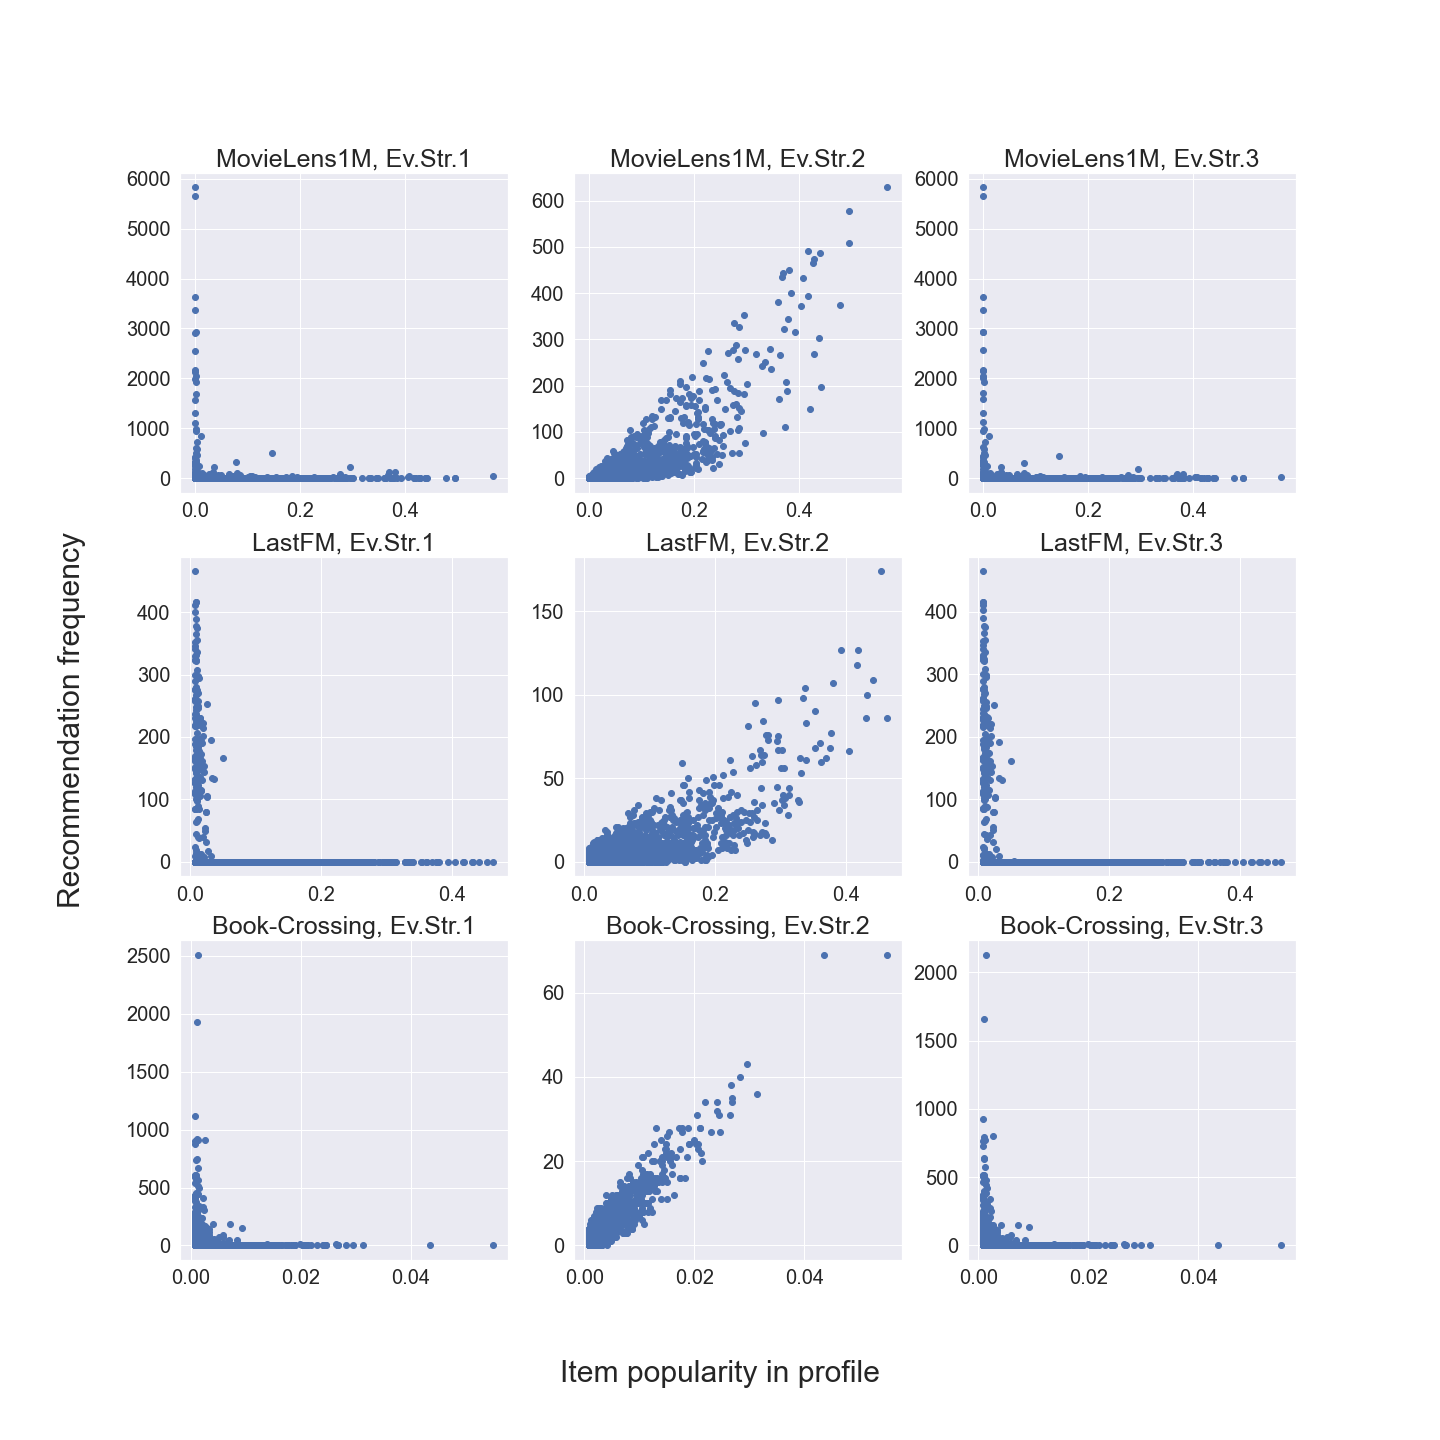 MovieLens1M, Ev.Str.1
MovieLens1M, Ev.Str.2
MovieLens1M, Ev.Str.3
6000
5000
4000
3000
2000
1000
0
0.0 0.2 0.4
600
500
400
300
200
100
0
0.0 0.2 0.4
6000
5000
4000
3000
2000
1000
0
0.0 0.2 0.4
LastFM, Ev.Str.1
LastFM, Ev.Str.2
LastFM, Ev.Str.3
400
300
200
100
0
0.0 0.2 0.4
150
100
50
0
0.0 0.2 0.4
400
300
200
100
0
0.0 0.2 0.4
Book-Crossing, Ev.Str.1
Book-Crossing, Ev.Str.2
Book-Crossing, Ev.Str.3
2500
2000
1500
1000
500
0
0.00 0.02 0.04
60
40
20
0
0.00 0.02 0.04
2000
1500
1000
500
0
0.00 0.02 0.04
Recommendation frequency
Item popularity in profile